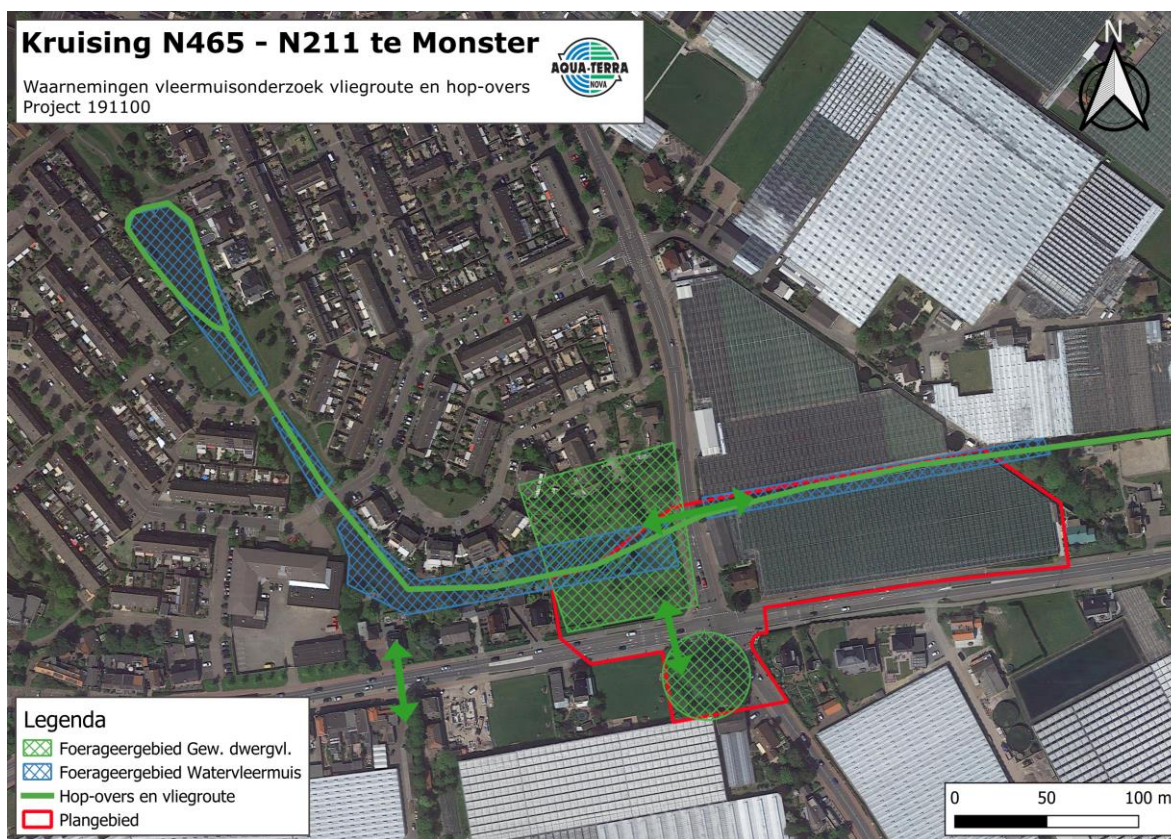 Kruising N465 - N211 te Monster
Waarnemingen vleermuisonderzoek vliegroute en hop-overs
Project 191100
AQUA-TERRA
NOVA
N
Legenda
Foerageergebied Gew. dwergvl.
Foerageergebied Watervleermuis
Hop-overs en vliegroute
Plangebied
0 50 100 m